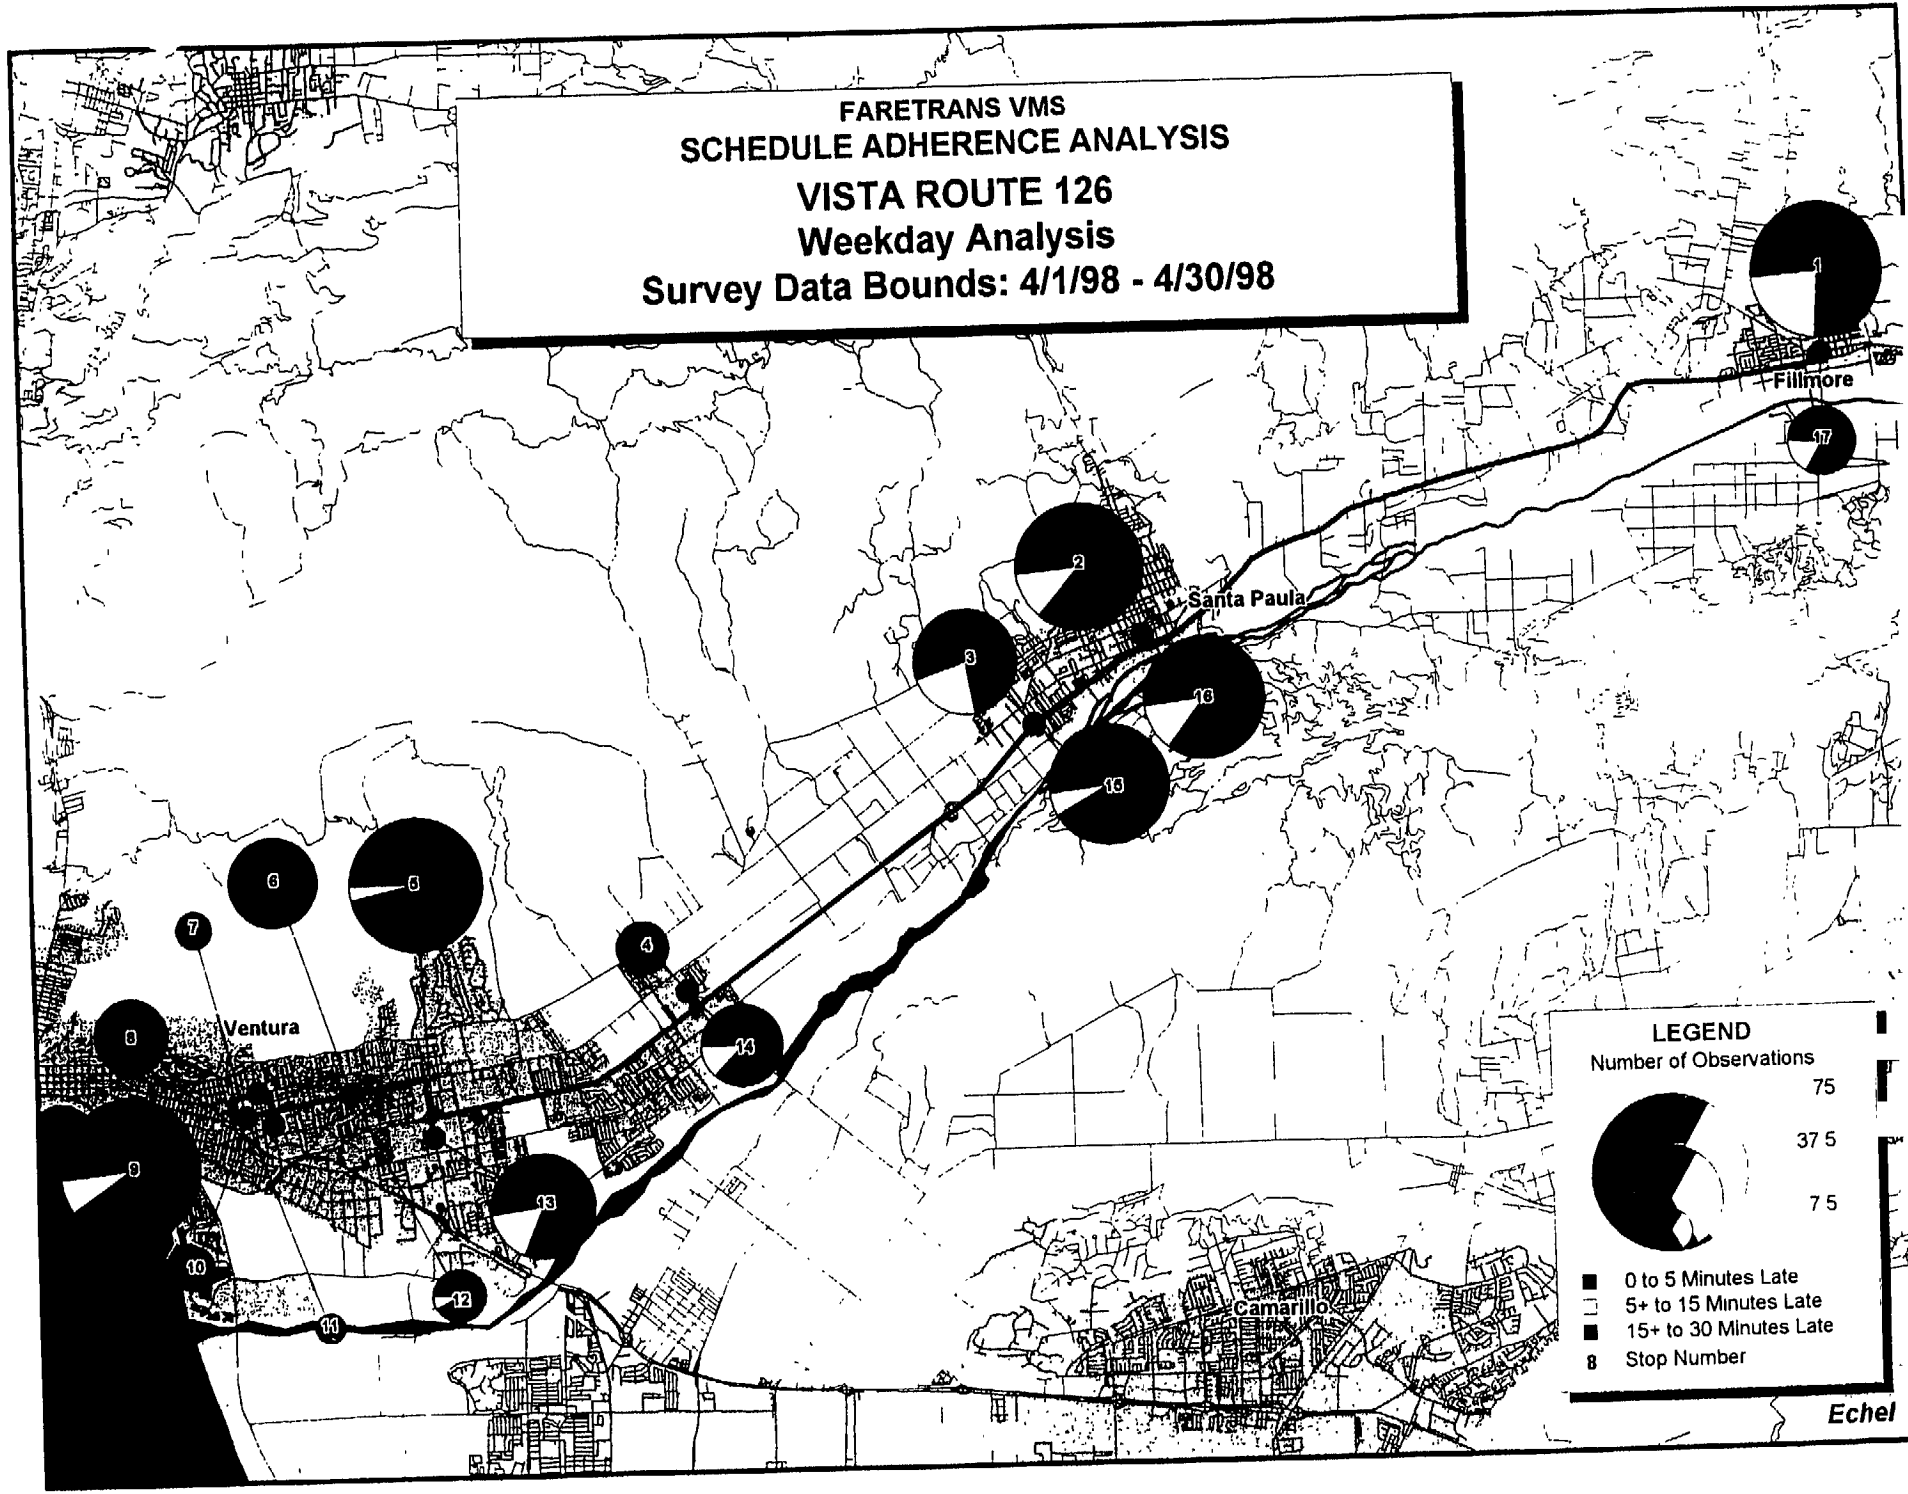 FARETRANS VMS
SCHEDULE ADHERENCE ANALYSIS
VISTA ROUTE 126
Weekday Analysis
Survey Data Bounds: 4/1/98 - 4/30/98
1
Fillmore
17
2
Santa Paula
3
16
15
6
5
7
4
8
Ventura
14
9
13
10
12
11
Camarillo
LEGEND
Number of Observations
75
37 5
7 5
0 to 5 Minutes Late
5+ to 15 Minutes Late
15+ to 30 Minutes Late
8 Stop Number
Echel